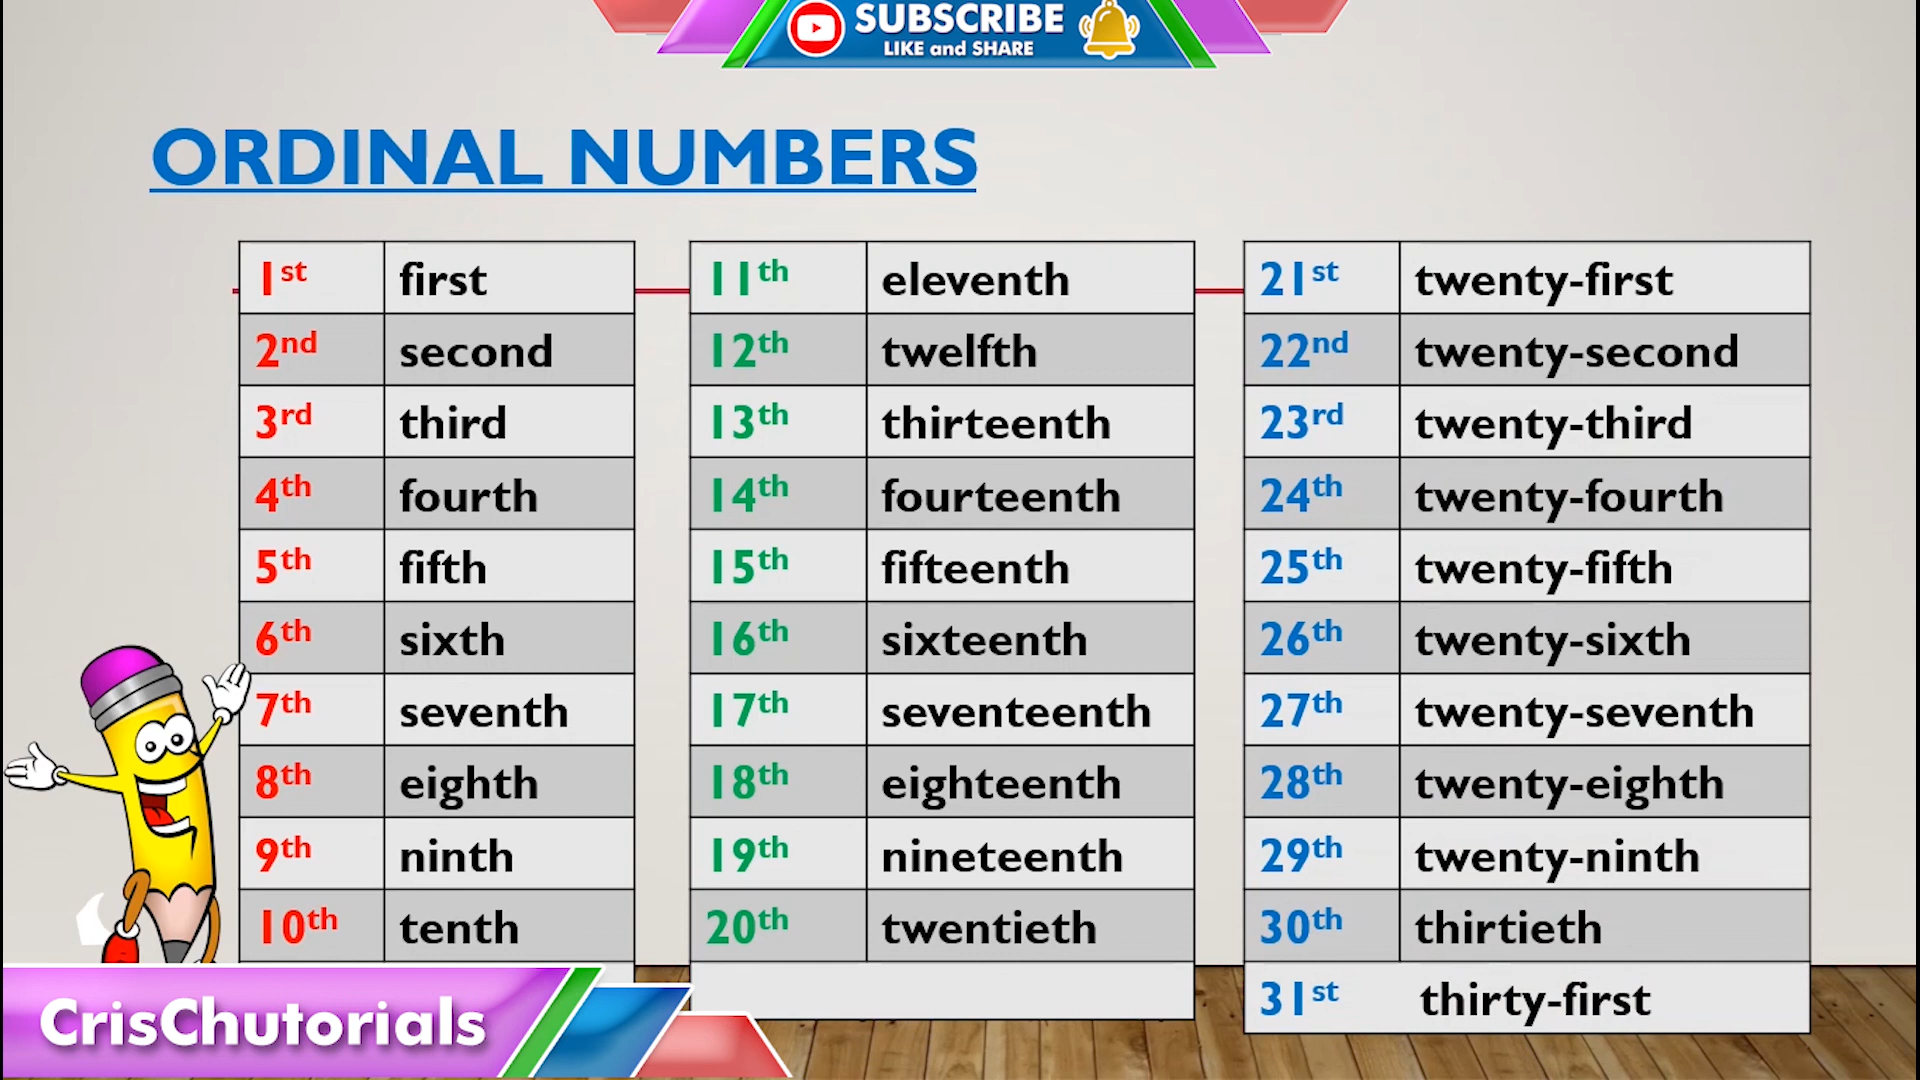 SUBSCRIBE
LIKE and SHARE
ORDINAL NUMBERS
1st first
2nd second
3rd third
4th fourth
5th fifth
6th sixth
7th seventh
8th eighth
9th ninth
10th tenth
11th eleventh
12th twelfth
13th thirteenth
14th fourteenth
15th fifteenth
16th sixteenth
17th seventeenth
18th eighteenth
19th nineteenth
20th twentieth
21st twenty-first
22nd twenty-second
23rd twenty-third
24th twenty-fourth
25th twenty-fifth
26th twenty-sixth
27th twenty-seventh
28th twenty-eighth
29th twenty-ninth
30th thirtieth
31st thirty-first
CrisChutorials